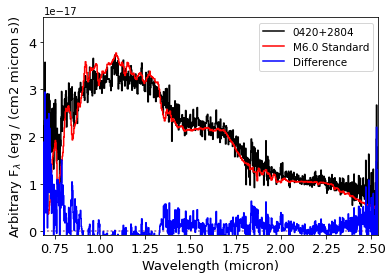 1e−17
0420+2804
M6.0 Standard
Difference
4
3
2
1
0
Arbitrary Fλ (erg / (cm2 micron s))
0.75 1.00 1.25 1.50 1.75 2.00 2.25 2.50
Wavelength (micron)